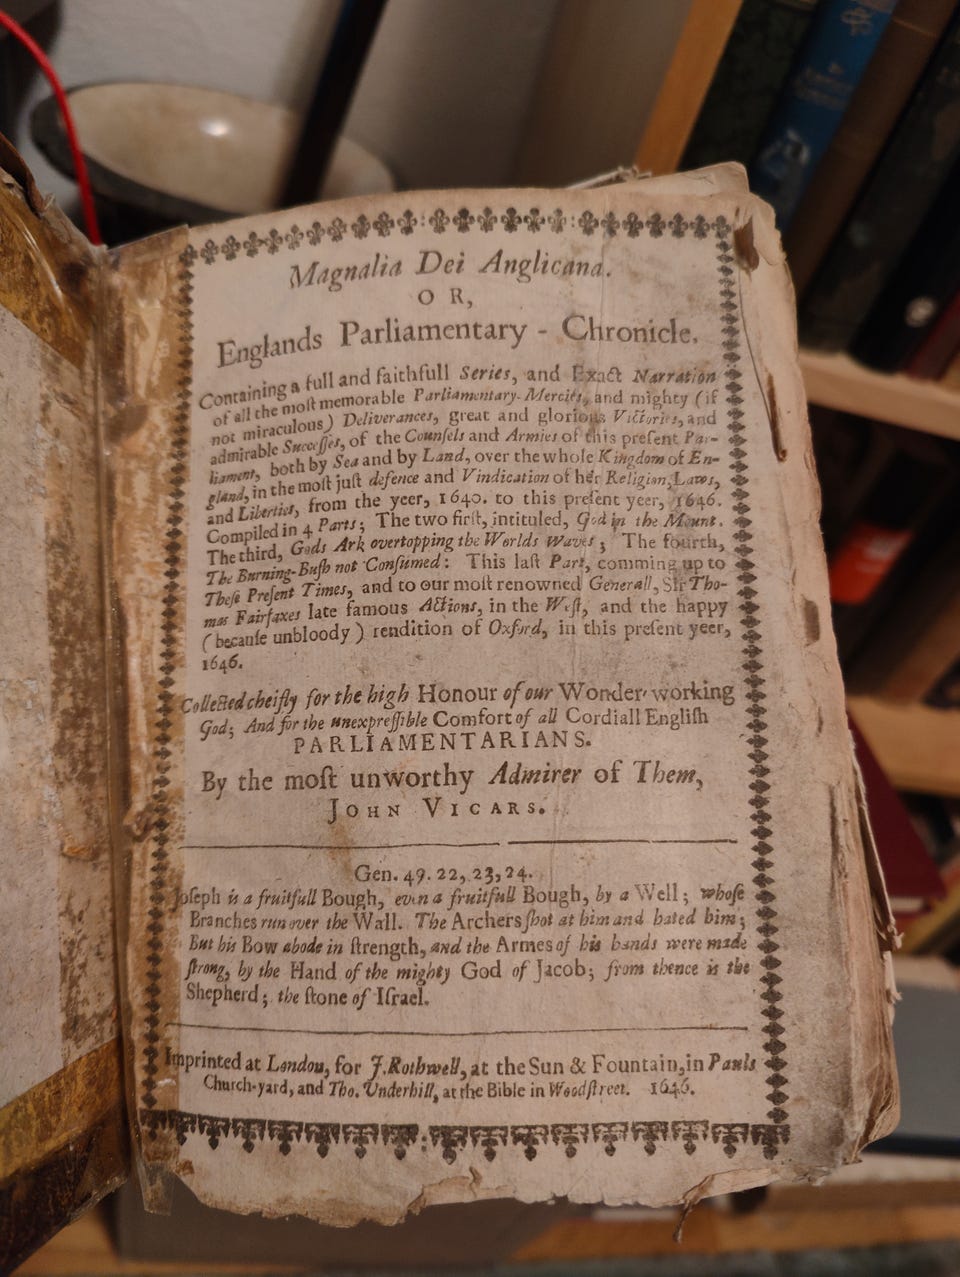 Magnalia Dei Anglicana.
OR,
Englands Parliamentary-Chronicle.
Containing a full and faithfull Series, and Exact Narration
of all the moſt memorable Parliamentary-Mercies, and mighty (if
not miraculous) Deliverances, great and glorious Victories, and
admirable Succeſſes, of the Counſels and Armies of this preſent Par-
liament, both by Sea and by Land, over the whole Kingdom of En-
gland, in the moſt juſt defence and Vindication of her Religion, Laws,
and Liberties, from the yeer, 1640. to this preſent yeer, 1646.
Compiled in 4 Parts; The two firſt, intituled, God in the Mount.
The third, Gods Ark overtopping the Worlds Waves; The fourth,
The Burning-Buſh not Conſumed: This laſt Part, comming up to
Theſe Preſent Times, and to our moſt renowned Generall, Sir Tho-
mas Fairfaxes late famous Actions, in the Weſt, and the happy
(becauſe unbloody) rendition of Oxford, in this preſent yeer,
1646.
Collected cheifly for the high Honour of our Wonder-working
God; And for the unexpreſſible Comfort of all Cordiall Engliſh
PARLIAMENTARIANS.
By the moſt unworthy Admirer of Them,
JOHN VICARS.
Gen. 49. 22, 23, 24.
Joſeph is a fruitfull Bough, even a fruitfull Bough, by a Well; whoſe
Branches run over the Wall. The Archers ſhot at him and hated him;
But his Bow abode in ſtrength, and the Armes of his hands were made
ſtrong, by the Hand of the mighty God of Jacob; from thence is the
Shepherd; the ſtone of Iſrael.
Imprinted at London, for J. Rothwell, at the Sun & Fountain, in Pauls
Church-yard, and Tho. Underhill, at the Bible in Woodſtreet. 1646.